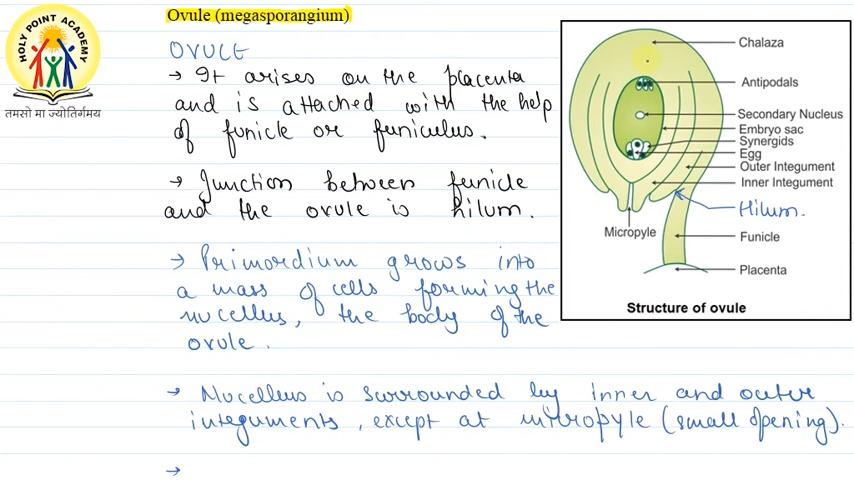 HOLY POINT ACADEMY
तमसो मा ज्योतिर्गमय
Ovule (megasporangium)
OVULE
→ It arises on the placenta
and is attached with the help
of funicle or funiculus.
→ Junction between funicle
and the ovule is hilum.
→ Primordium grows into
a mass of cells forming the
nucellus, the body of the
ovule.
→ Nucellus is surrounded by inner and outer
integuments, except at micropyle (small opening).
→
Chalaza
Antipodals
Secondary Nucleus
Embryo sac
Synergids
Egg
Outer Integument
Inner Integument
Hilum.
Micropyle
Funicle
Placenta
Structure of ovule